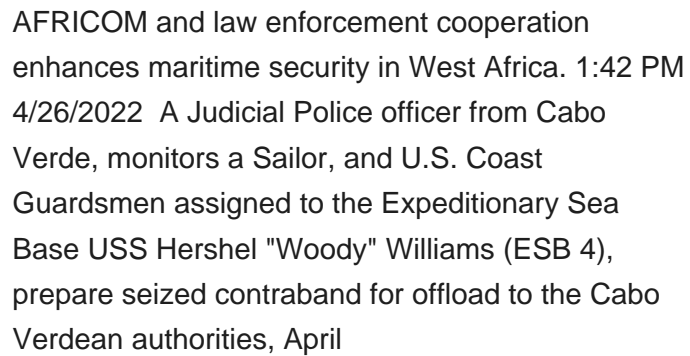 AFRICOM and law enforcement cooperation
enhances maritime security in West Africa. 1:42 PM
4/26/2022  A Judicial Police officer from Cabo
Verde, monitors a Sailor, and U.S. Coast
Guardsmen assigned to the Expeditionary Sea
Base USS Hershel "Woody" Williams (ESB 4),
prepare seized contraband for offload to the Cabo
Verdean authorities, April